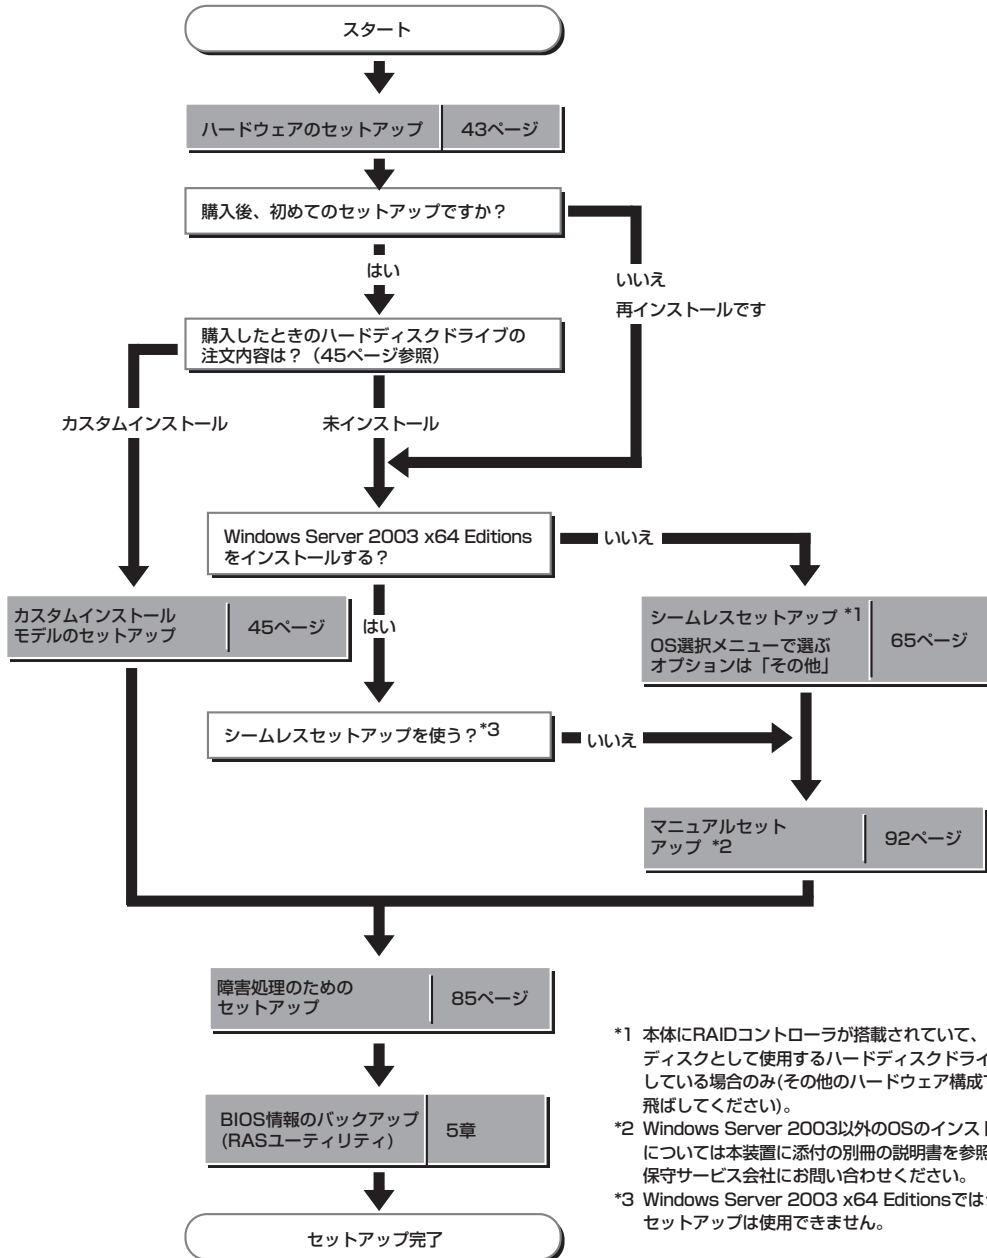 スタート
ハードウェアのセットアップ 43ページ
購入後、初めてのセットアップですか？
はい
いいえ
再インストールです
購入したときのハードディスクドライブの
注文内容は？（45ページ参照）
カスタムインストール
未インストール
Windows Server 2003 x64 Editions
をインストールする？
いいえ
カスタムインストール
モデルのセットアップ
45ページ
はい
シームレスセットアップ *1
OS選択メニューで選ぶ
オプションは「その他」
65ページ
シームレスセットアップを使う？*3
いいえ
マニュアルセット
アップ *2
92ページ
障害処理のための
セットアップ
85ページ
BIOS情報のバックアップ
(RASユーティリティ)
5章
セットアップ完了
*1 本体にRAIDコントローラが搭載されていて、
ディスクとして使用するハードディスクドライ
している場合のみ(その他のハードウェア構成
飛ばしてください)。
*2 Windows Server 2003以外のOSのインスト
については本装置に添付の別冊の説明書を参照
保守サービス会社にお問い合わせください。
*3 Windows Server 2003 x64 Editionsでは
セットアップは使用できません。